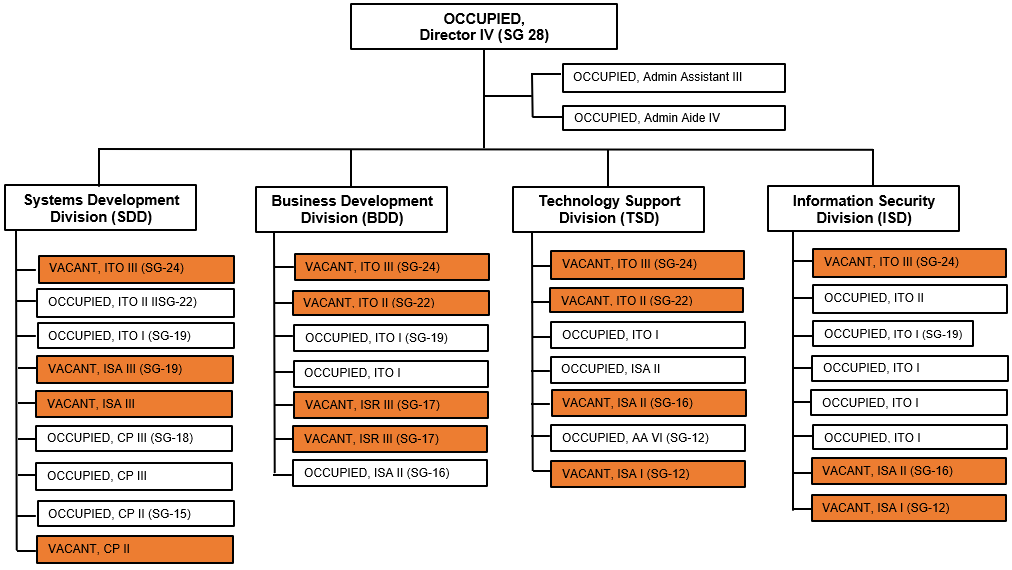 OCCUPIED,
Director IV (SG 28)
OCCUPIED, Admin Assistant III
OCCUPIED, Admin Aide IV
Systems Development
Division (SDD)
VACANT, ITO III (SG-24)
OCCUPIED, ITO II IISG-22)
OCCUPIED, ITO I (SG-19)
VACANT, ISA III (SG-19)
VACANT, ISA III
OCCUPIED, CP III (SG-18)
OCCUPIED, CP III
OCCUPIED, CP II (SG-15)
VACANT, CP II
Business Development
Division (BDD)
VACANT, ITO III (SG-24)
VACANT, ITO II (SG-22)
OCCUPIED, ITO I (SG-19)
OCCUPIED, ITO I
VACANT, ISR III (SG-17)
VACANT, ISR III (SG-17)
OCCUPIED, ISA II (SG-16)
Technology Support
Division (TSD)
VACANT, ITO III (SG-24)
VACANT, ITO II (SG-22)
OCCUPIED, ITO I
OCCUPIED, ISA II
VACANT, ISA II (SG-16)
OCCUPIED, AA VI (SG-12)
VACANT, ISA I (SG-12)
Information Security
Division (ISD)
VACANT, ITO III (SG-24)
OCCUPIED, ITO II
OCCUPIED, ITO I (SG-19)
OCCUPIED, ITO I
OCCUPIED, ITO I
OCCUPIED, ITO I
VACANT, ISA II (SG-16)
VACANT, ISA I (SG-12)